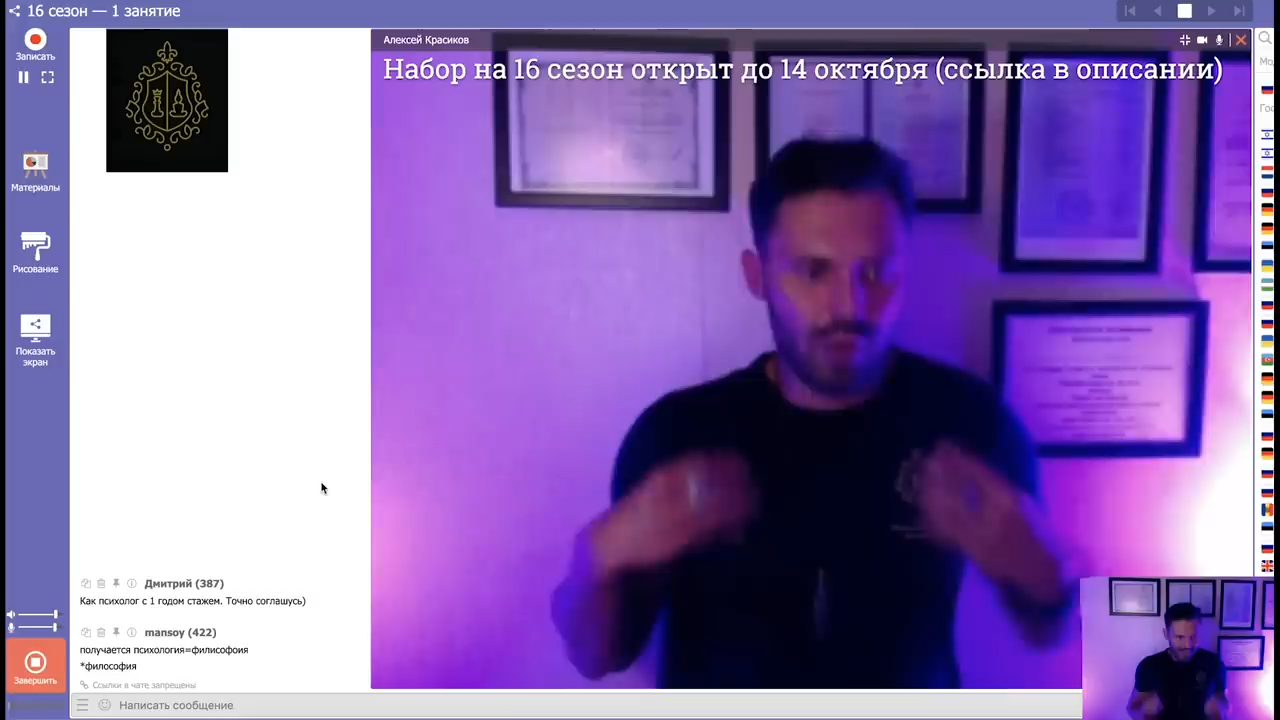 16 сезон — 1 занятие
Записать
Материалы
Рисование
Показать
экран
Завершить
Алексей Красиков
Набор на 16 сезон открыт до 14 октября (ссылка в описании)
Дмитрий (387)
Как психолог с 1 годом стажем. Точно соглашусь)
mansoy (422)
получается психология=филисофоия
*философия
Ссылки в чате запрещены
Написать сообщение